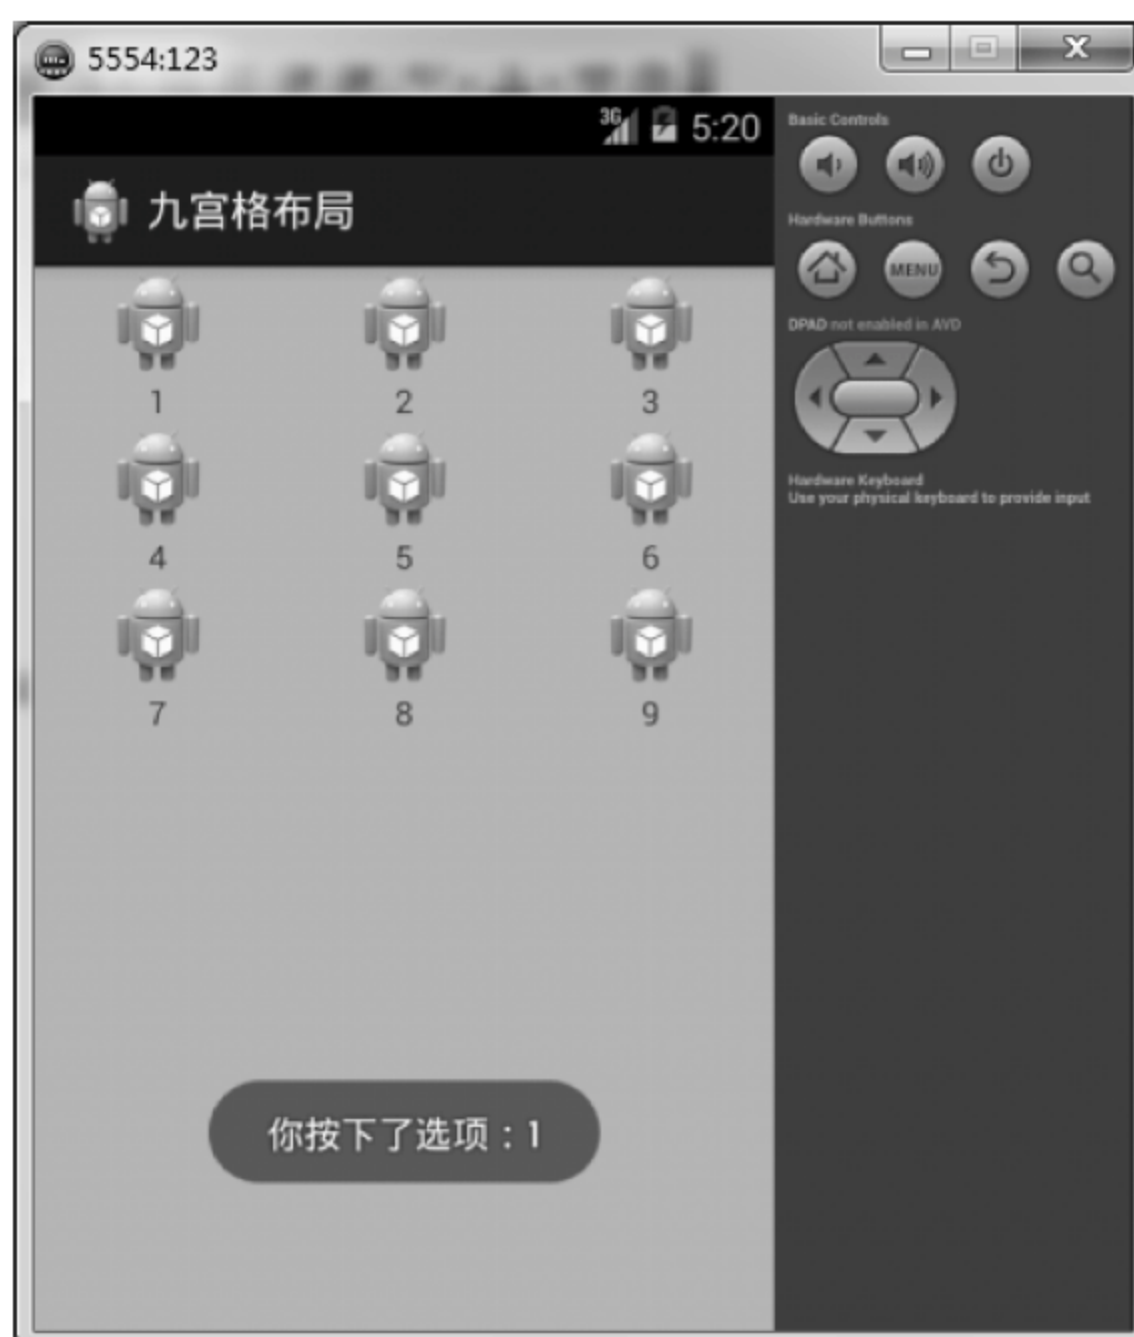 5554:123
3G 5:20
九宫格布局
1 2 3
4 5 6
7 8 9
你按下了选项：1
Basic Controls
Hardware Buttons
MENU
DPAD not enabled in AVD
Hardware Keyboard
Use your physical keyboard to provide input